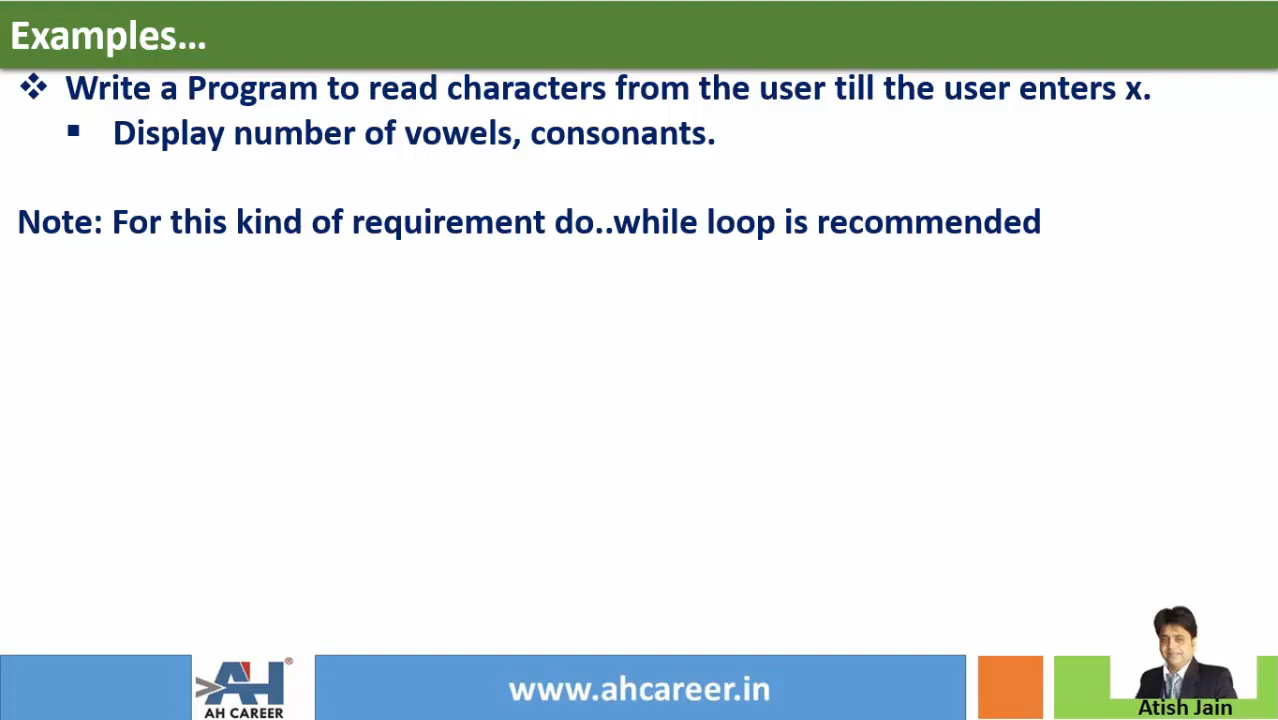 Examples...
❖ Write a Program to read characters from the user till the user enters x.
▪ Display number of vowels, consonants.
Note: For this kind of requirement do..while loop is recommended
AH
®
AH CAREER
www.ahcareer.in
Atish Jain